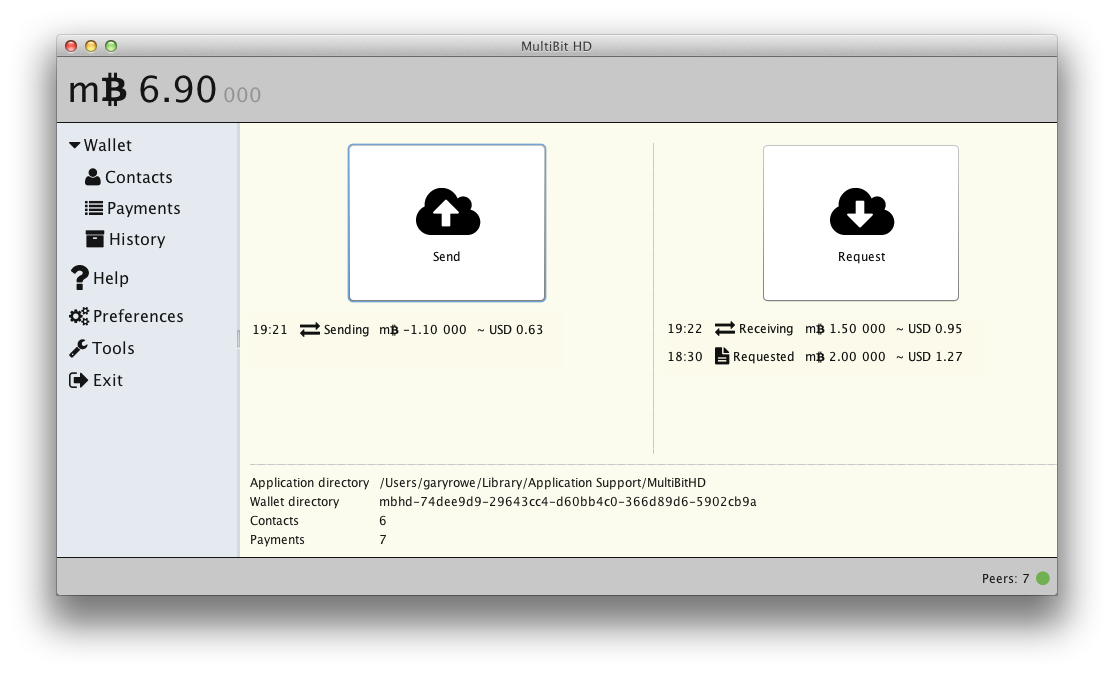 MultiBit HD
m₿ 6.90 000
Wallet
Contacts
Payments
History
Help
Preferences
Tools
Exit
Send
19:21 Sending m₿ -1.10 000 ~ USD 0.63
Request
19:22 Receiving m₿ 1.50 000 ~ USD 0.95
18:30 Requested m₿ 2.00 000 ~ USD 1.27
Application directory /Users/garyrowe/Library/Application Support/MultiBitHD
Wallet directory mbhd-74dee9d9-29643cc4-d60bb4c0-366d89d6-5902cb9a
Contacts 6
Payments 7
Peers: 7